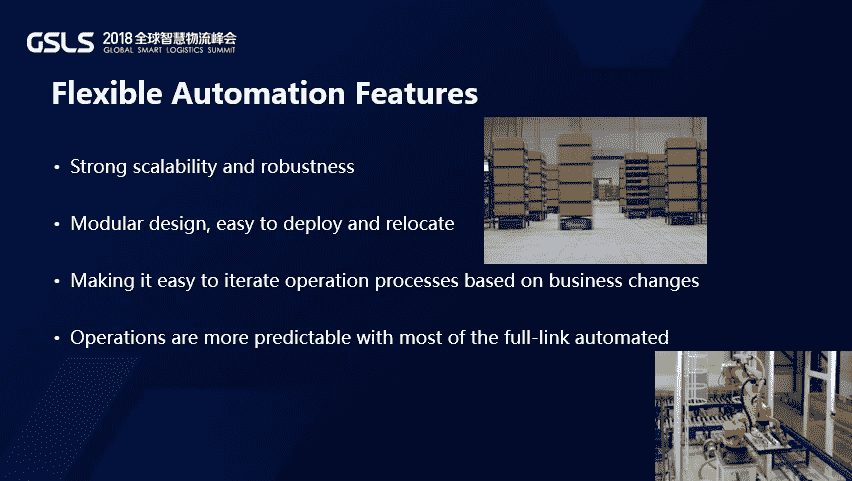 GSLS 2018全球智慧物流峰会
GLOBAL SMART LOGISTICS SUMMIT
Flexible Automation Features
• Strong scalability and robustness
• Modular design, easy to deploy and relocate
• Making it easy to iterate operation processes based on business changes
• Operations are more predictable with most of the full-link automated